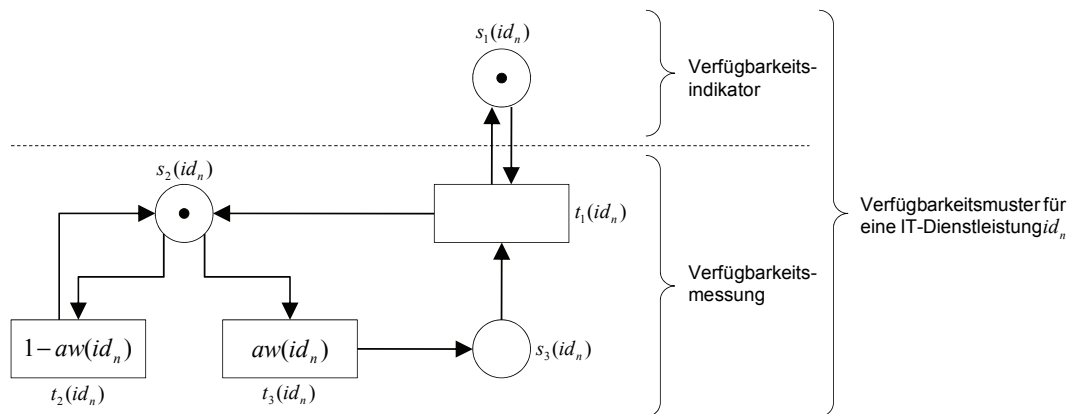 s₁(idₙ)
Verfügbarkeits-
indikator
s₂(idₙ)
t₁(idₙ)
Verfügbarkeitsmuster für
eine IT-Dienstleistung idₙ
Verfügbarkeits-
messung
1 − aw(idₙ)
aw(idₙ)
s₃(idₙ)
t₂(idₙ)
t₃(idₙ)